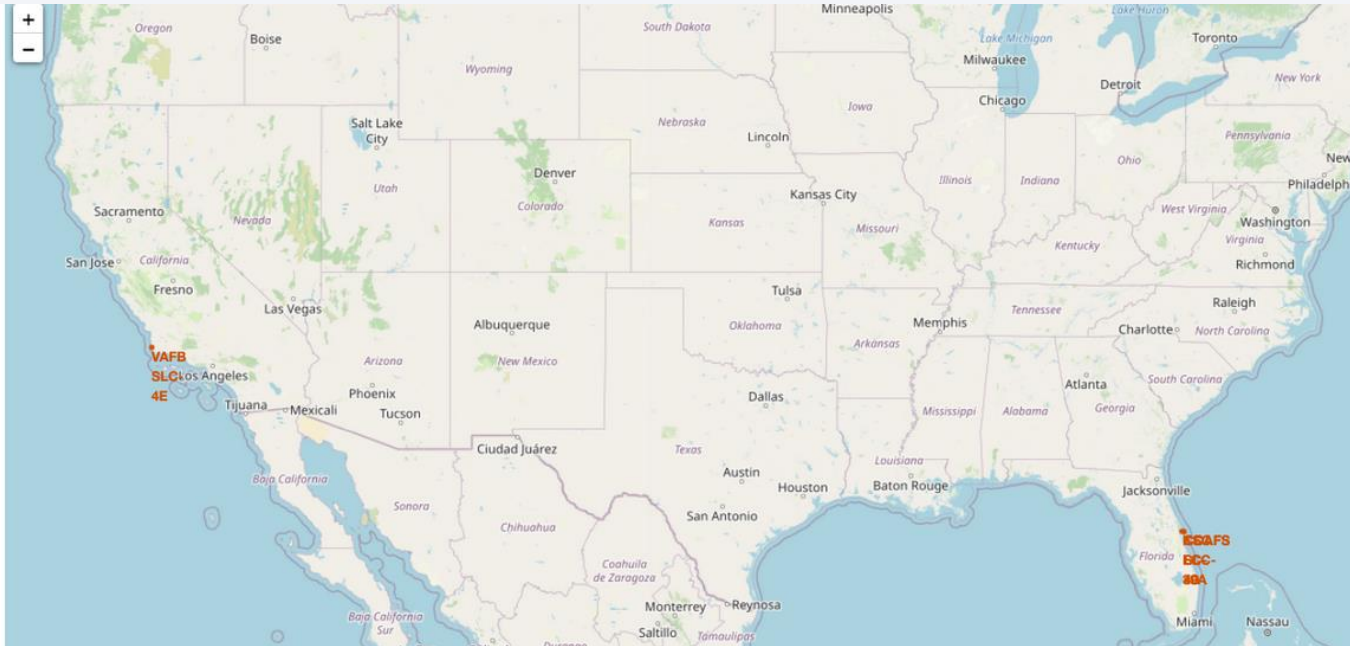 +
−
Minneapolis
Lake Huron
Oregon
Boise
South Dakota
Lake Michigan
Toronto
Wyoming
Milwaukee
Detroit
New York
Chicago
Iowa
Nebraska
Salt Lake
City
Lincoln
Pennsylvania
Ohio
New
Denver
Illinois
Indiana
Philadelph
Utah
Kansas City
Sacramento
Nevada
Colorado
Kansas
Missouri
West Virginia
Washington
Virginia
Kentucky
San Jose
California
Richmond
Fresno
Tulsa
Las Vegas
Raleigh
Tennessee
Albuquerque
Oklahoma
Memphis
Charlotte
North Carolina
Arkansas
VAFB
SLC-
4E
Los Angeles
Arizona
New Mexico
South Carolina
Atlanta
Phoenix
Dallas
Tijuana
Mexicali
Tucson
Mississippi
Alabama
Georgia
Ciudad Juárez
Texas
Louisiana
Austin
Baja California
Houston
Baton Rouge
Jacksonville
Sonora
San Antonio
Chihuahua
Florida
Coahuila
de Zaragoza
Monterrey
Reynosa
Baja California
Sur
Saltillo
Tamaulipas
Miami
Nassau